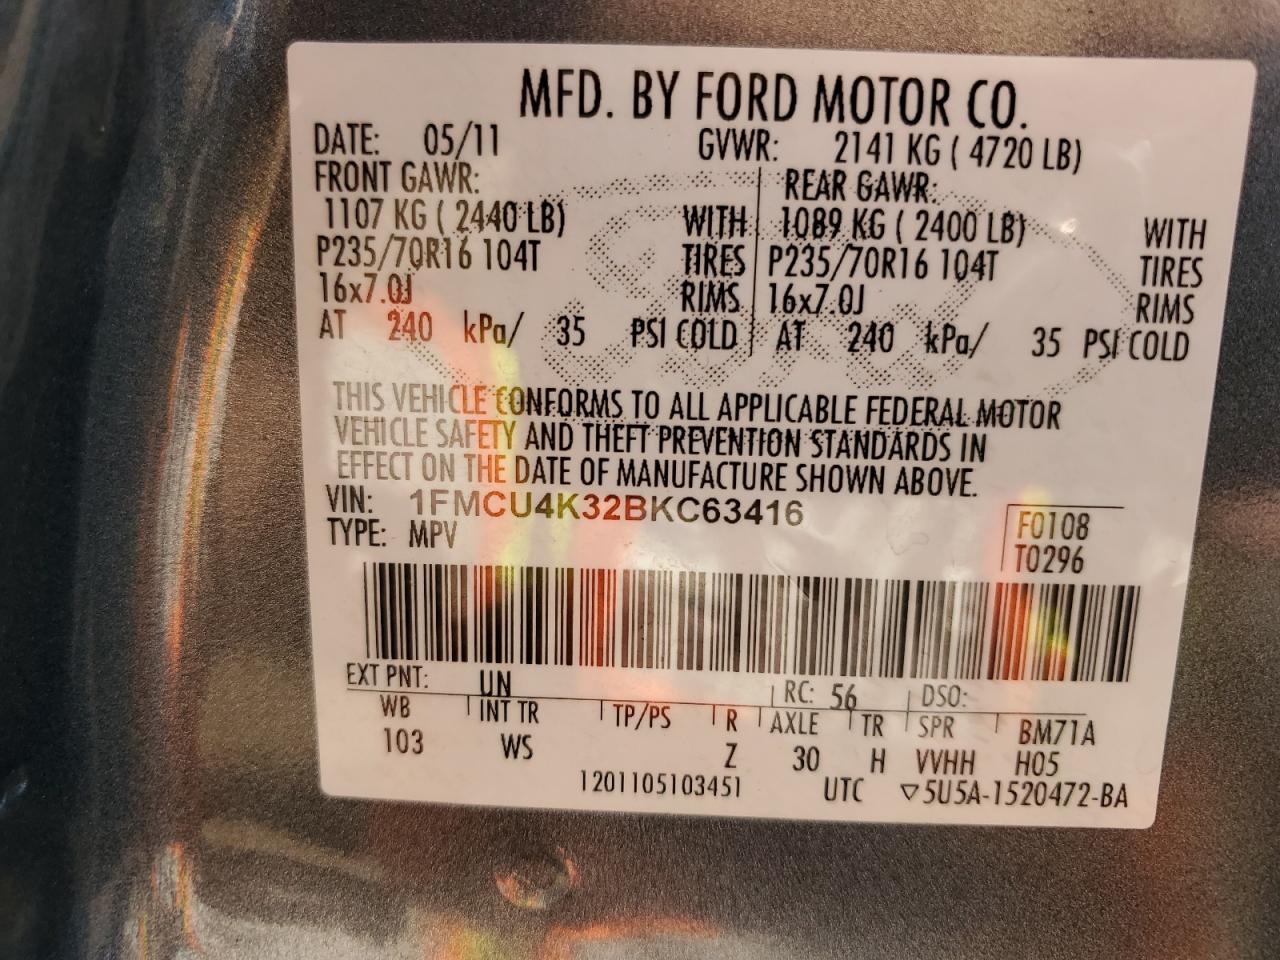 MFD. BY FORD MOTOR CO.
DATE: 05/11 GVWR: 2141 KG ( 4720 LB)
FRONT GAWR: REAR GAWR:
1107 KG ( 2440 LB) WITH 1089 KG ( 2400 LB) WITH
P235/70R16 104T TIRES P235/70R16 104T TIRES
16x7.0J RIMS 16x7.0J RIMS
AT 240 kPa/ 35 PSI COLD AT 240 kPa/ 35 PSI COLD
THIS VEHICLE CONFORMS TO ALL APPLICABLE FEDERAL MOTOR
VEHICLE SAFETY AND THEFT PREVENTION STANDARDS IN
EFFECT ON THE DATE OF MANUFACTURE SHOWN ABOVE.
VIN: 1FMCU4K32BKC63416
TYPE: MPV
F0108
T0296
EXT PNT: UN RC: 56 DSO:
WB INT TR TP/PS R AXLE TR SPR BM71A
103 WS Z 30 H VVHH H05
1201105103451 UTC ▽5U5A-1520472-BA